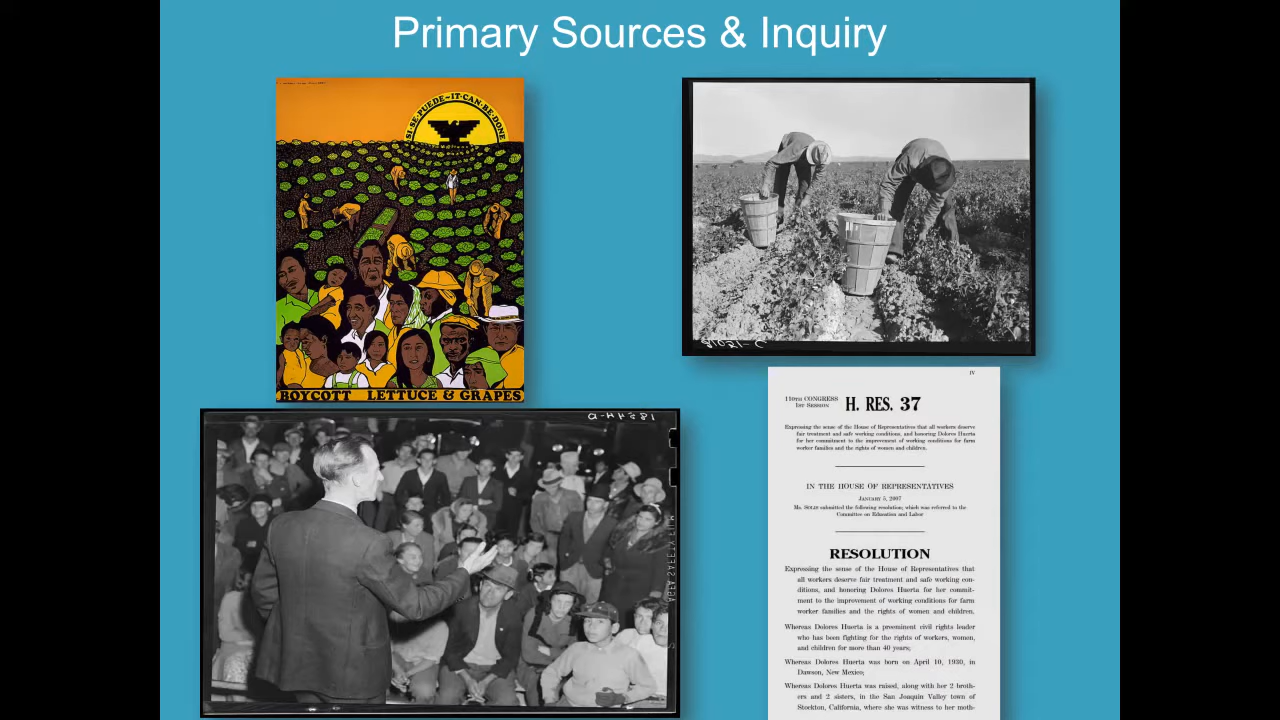 Primary Sources & Inquiry
SI SE PUEDE~IT CAN BE DONE
BOYCOTT LETTUCE & GRAPES
IV
110TH CONGRESS
1ST SESSION
H. RES. 37
Expressing the sense of the House of Representatives that all workers deserve
fair treatment and safe working conditions, and honoring Dolores Huerta
for her commitment to the improvement of working conditions for farm
worker families and the rights of women and children.
IN THE HOUSE OF REPRESENTATIVES
JANUARY 5, 2007
Ms. SOLIS submitted the following resolution; which was referred to the
Committee on Education and Labor
RESOLUTION
Expressing the sense of the House of Representatives that
all workers deserve fair treatment and safe working con-
ditions, and honoring Dolores Huerta for her commit-
ment to the improvement of working conditions for farm
worker families and the rights of women and children.
Whereas Dolores Huerta is a preeminent civil rights leader
who has been fighting for the rights of workers, women,
and children for more than 40 years;
Whereas Dolores Huerta was born on April 10, 1930, in
Dawson, New Mexico;
Whereas Dolores Huerta was raised, along with her 2 broth-
ers and 2 sisters, in the San Joaquin Valley town of
Stockton, California, where she was witness to her moth-